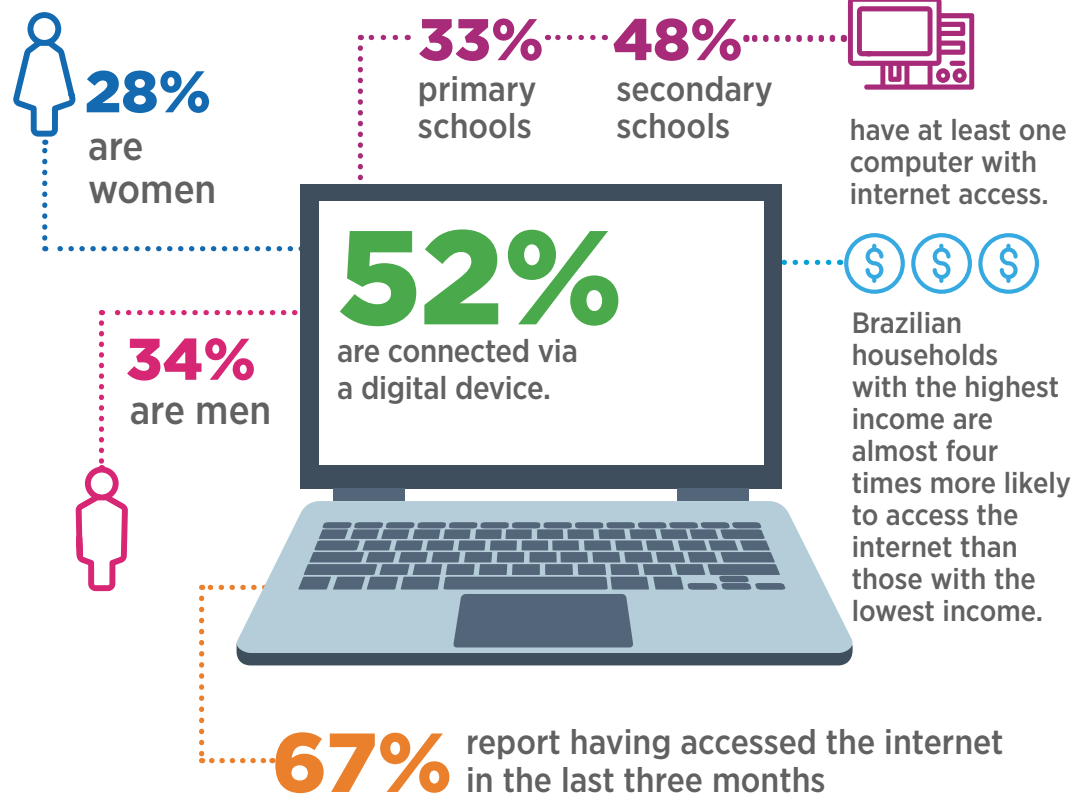 33%
primary
schools
48%
secondary
schools
have at least one
computer with
internet access.
28%
are
women
52%
are connected via
a digital device.
34%
are men
$ $ $
Brazilian
households
with the highest
income are
almost four
times more likely
to access the
internet than
those with the
lowest income.
67%
report having accessed the internet
in the last three months